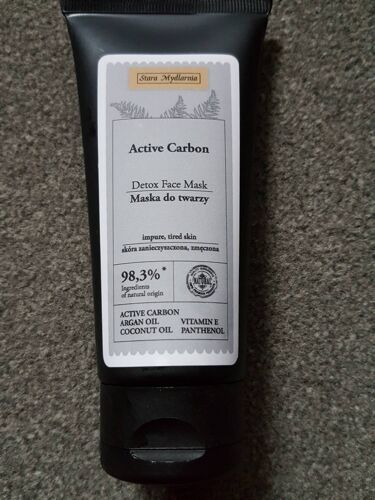 Stara Mydlarnia
Active Carbon
Detox Face Mask
Maska do twarzy
impure, tired skin
skóra zanieczyszczona, zmęczona
98,3%*
Ingredients
of natural origin
NATURAL
ACTIVE CARBON
ARGAN OIL VITAMIN E
COCONUT OIL PANTHENOL